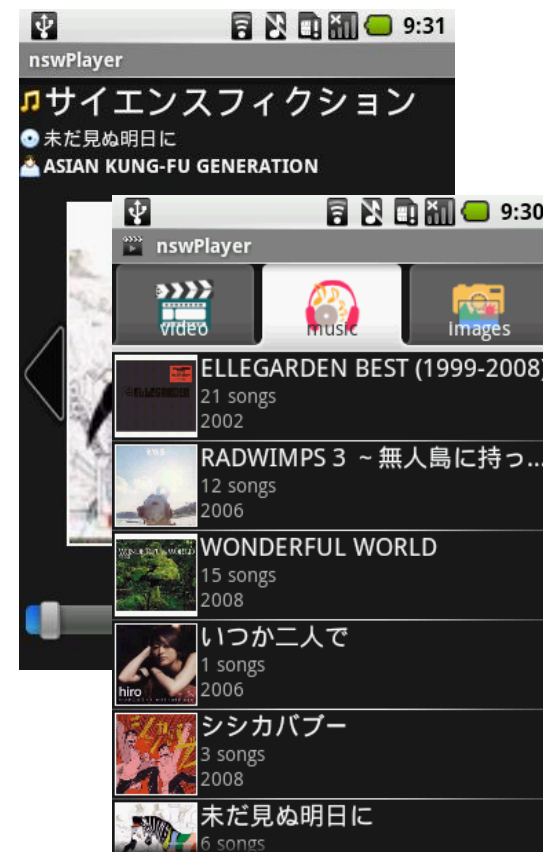 9:31
nswPlayer
サイエンスフィクション
未だ見ぬ明日に
ASIAN KUNG-FU GENERATION
9:30
nswPlayer
video
music
images
ELLEGARDEN BEST (1999-2008)
21 songs
2002
RADWIMPS 3 ～無人島に持っ...
12 songs
2006
WONDERFUL WORLD
15 songs
2008
いつか二人で
1 songs
2006
hiro
シシカバブー
3 songs
2008
未だ見ぬ明日に
6 songs